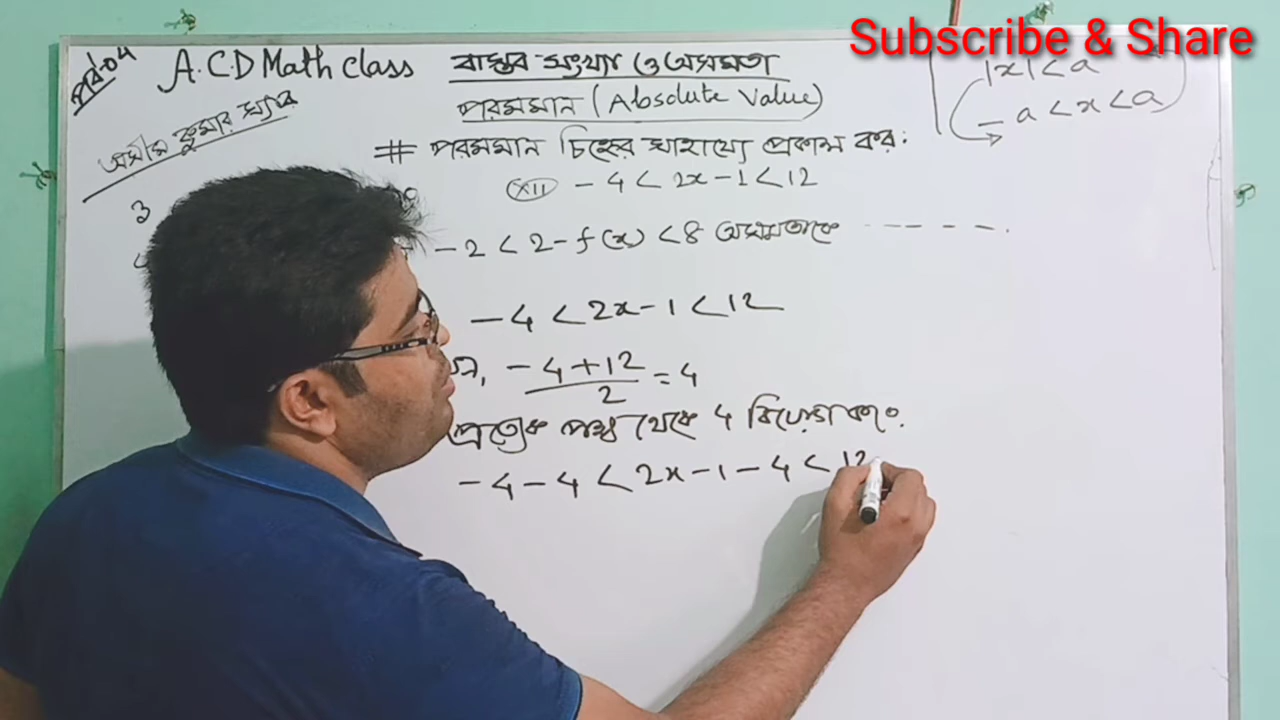 Subscribe & Share
পর্ব-০৪
A.C.D Math class
অসীম কুমার স্যার
বাস্তব সংখ্যা ও অসমতা
পরমমান (Absolute Value)
|x| < a
- a < x < a
# পরমমান চিহ্নের সাহায্যে প্রকাশ কর:
XII - 4 < 2x - 1 < 12
- 2 < 2 - f(x) < 8 অসমতাকে - - - - - .
- 4 < 2x - 1 < 12
- 4 + 12 / 2 = 4
প্রত্যেক পক্ষ থেকে 4 বিয়োগ করে.
- 4 - 4 < 2x - 1 - 4 < 12